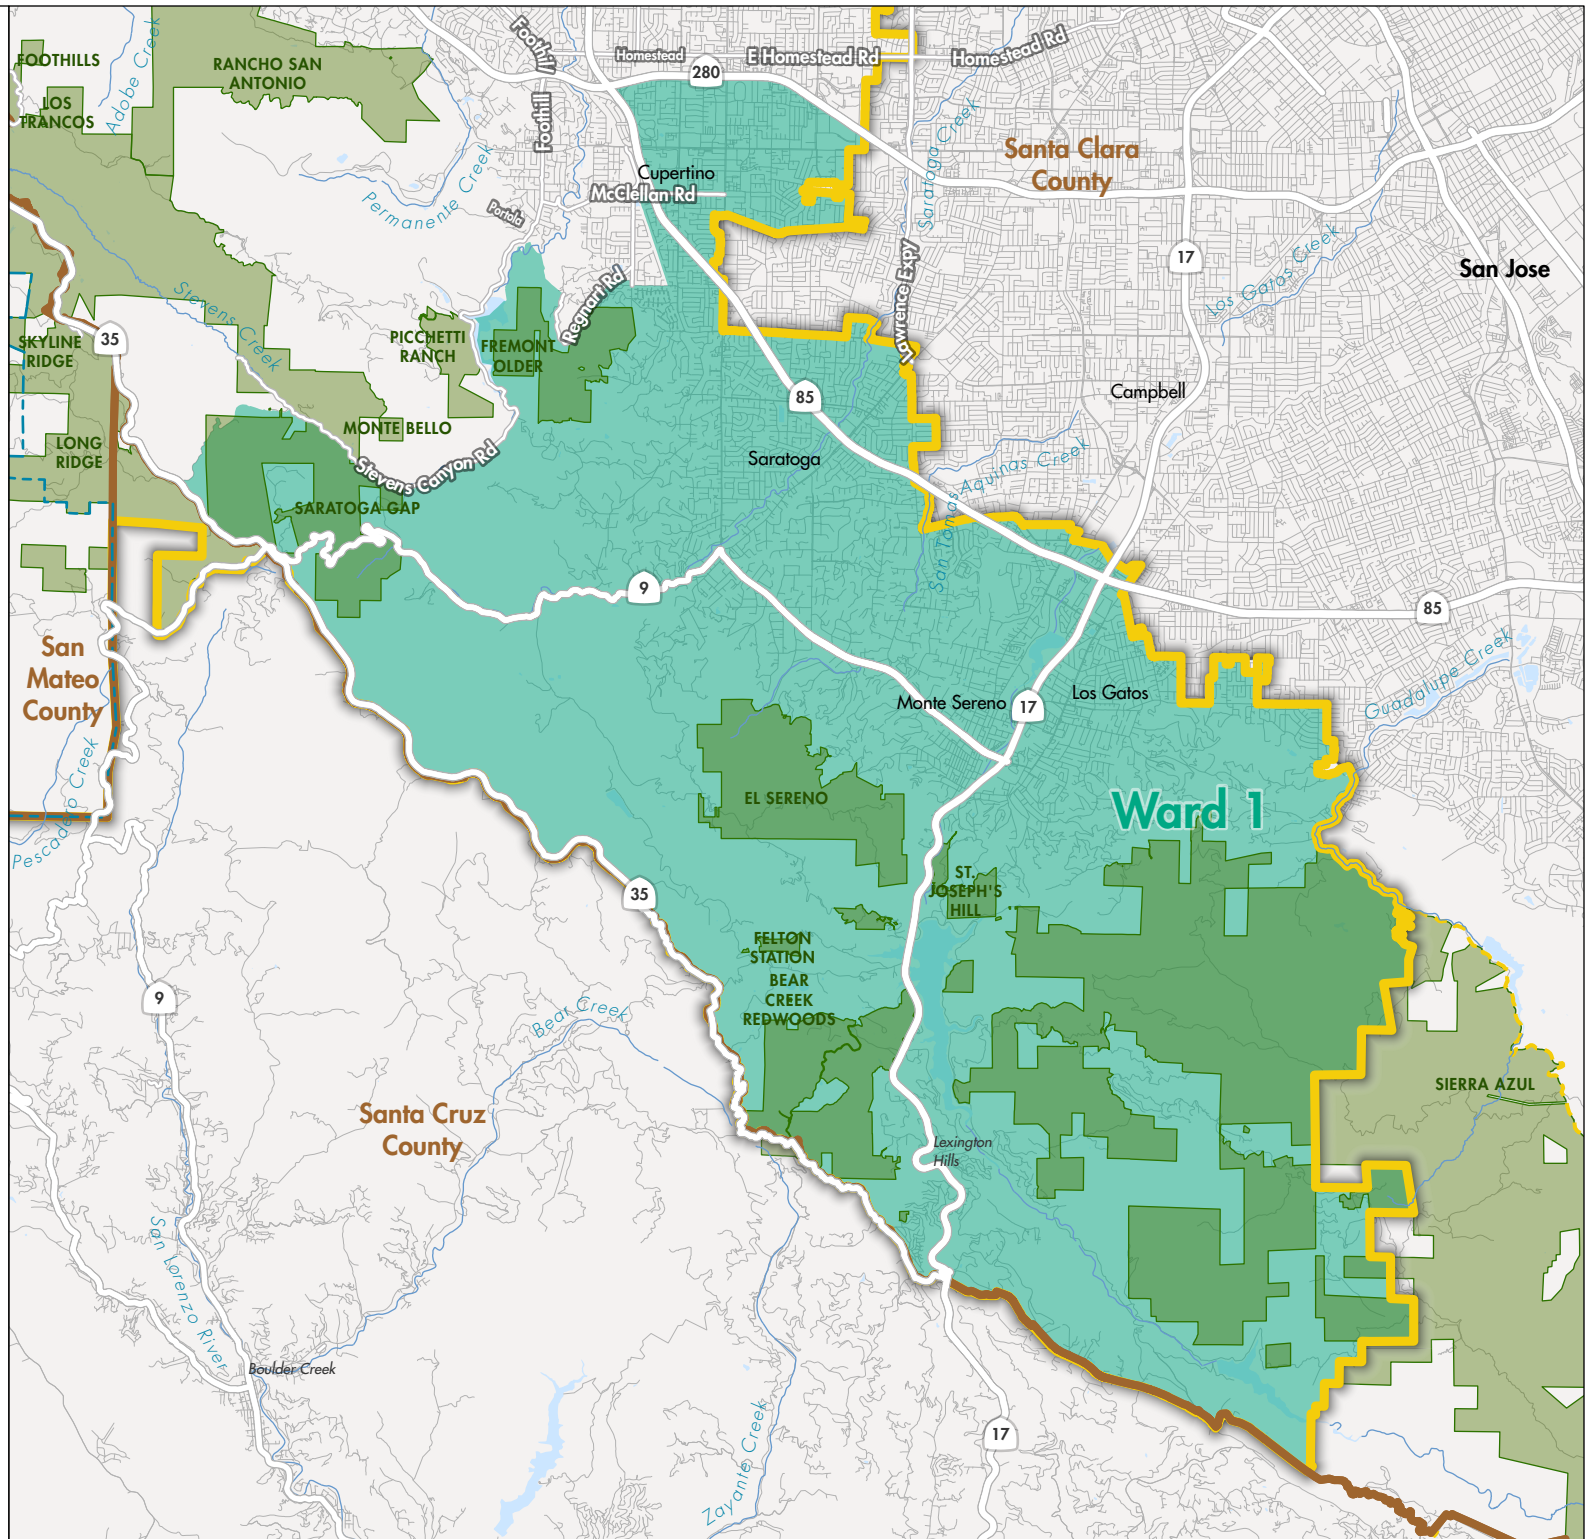 Foothill
Homestead
E Homestead Rd
Homestead Rd
FOOTHILLS
Adobe Creek
RANCHO SAN
ANTONIO
280
LOS
TRANCOS
Foothill
Saratoga Creek
Santa Clara
County
Permanente Creek
Cupertino
McClellan Rd
Portola
17
San Jose
Los Gatos Creek
Stevens Creek
Regnart Rd
Lawrence Expy
35
SKYLINE
RIDGE
PICCHETTI
RANCH
FREMONT
OLDER
85
Campbell
MONTE BELLO
LONG
RIDGE
Stevens Canyon Rd
Saratoga
San Tomas Aquinas Creek
SARATOGA GAP
9
85
San
Mateo
County
Guadalupe Creek
Monte Sereno
17
Los Gatos
Pescadero Creek
EL SERENO
Ward 1
35
ST.
JOSEPH'S
HILL
FELTON
STATION
BEAR
CREEK
REDWOODS
9
Bear Creek
SIERRA AZUL
Santa Cruz
County
Lexington
Hills
San Lorenzo River
Boulder Creek
Zayante Creek
17